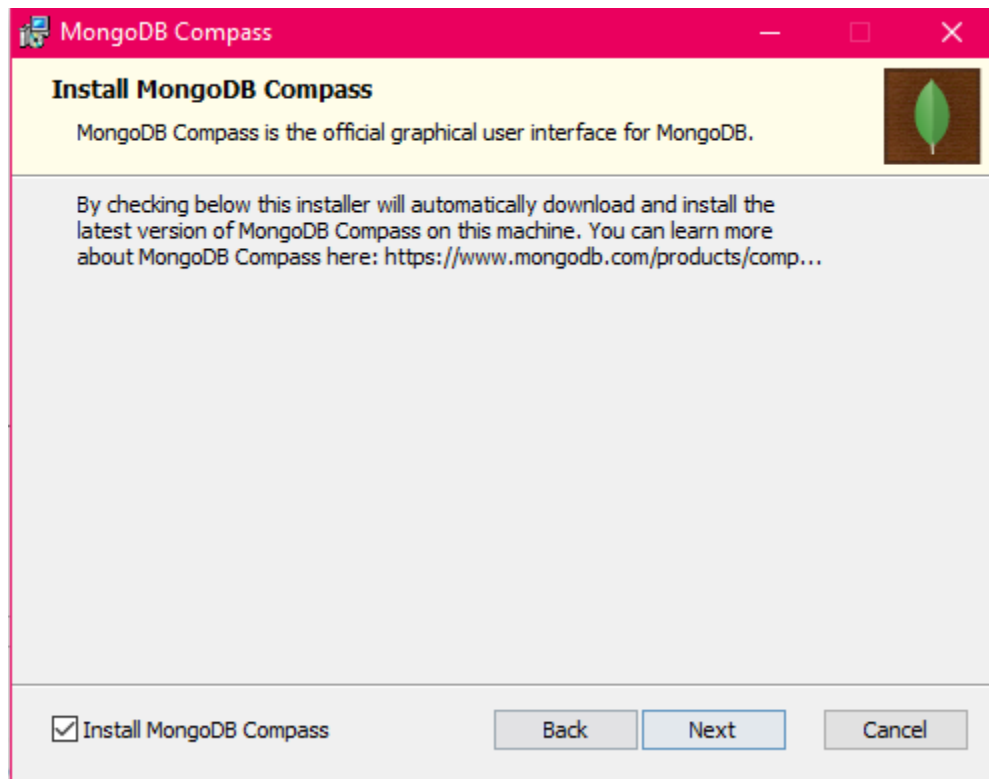 MongoDB Compass
Install MongoDB Compass
MongoDB Compass is the official graphical user interface for MongoDB.
By checking below this installer will automatically download and install the
latest version of MongoDB Compass on this machine. You can learn more
about MongoDB Compass here: https://www.mongodb.com/products/comp...
Install MongoDB Compass Back Next Cancel